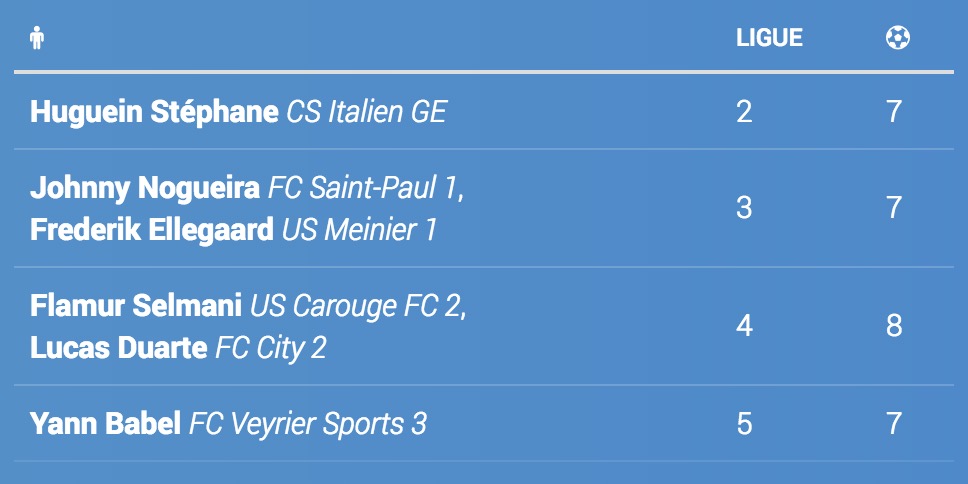 LIGUE
Huguein Stéphane CS Italien GE 2 7
Johnny Nogueira FC Saint-Paul 1,
Frederik Ellegaard US Meinier 1 3 7
Flamur Selmani US Carouge FC 2,
Lucas Duarte FC City 2 4 8
Yann Babel FC Veyrier Sports 3 5 7